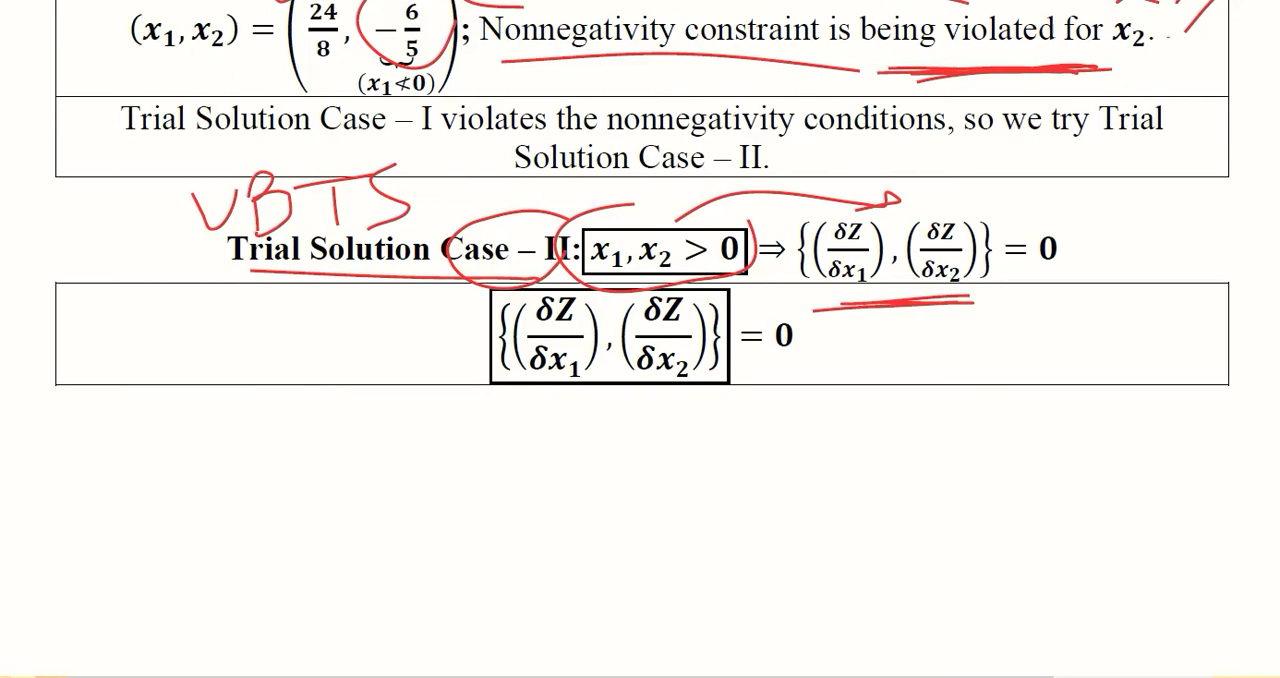 (x₁, x₂) = (24/8, −6/5 (x₁≮0)); Nonnegativity constraint is being violated for x₂.
Trial Solution Case – I violates the nonnegativity conditions, so we try Trial
Solution Case – II.
VBTS
Trial Solution Case – II: x₁, x₂ > 0 ⇒ {(δZ/δx₁), (δZ/δx₂)} = 0
{(δZ/δx₁), (δZ/δx₂)} = 0